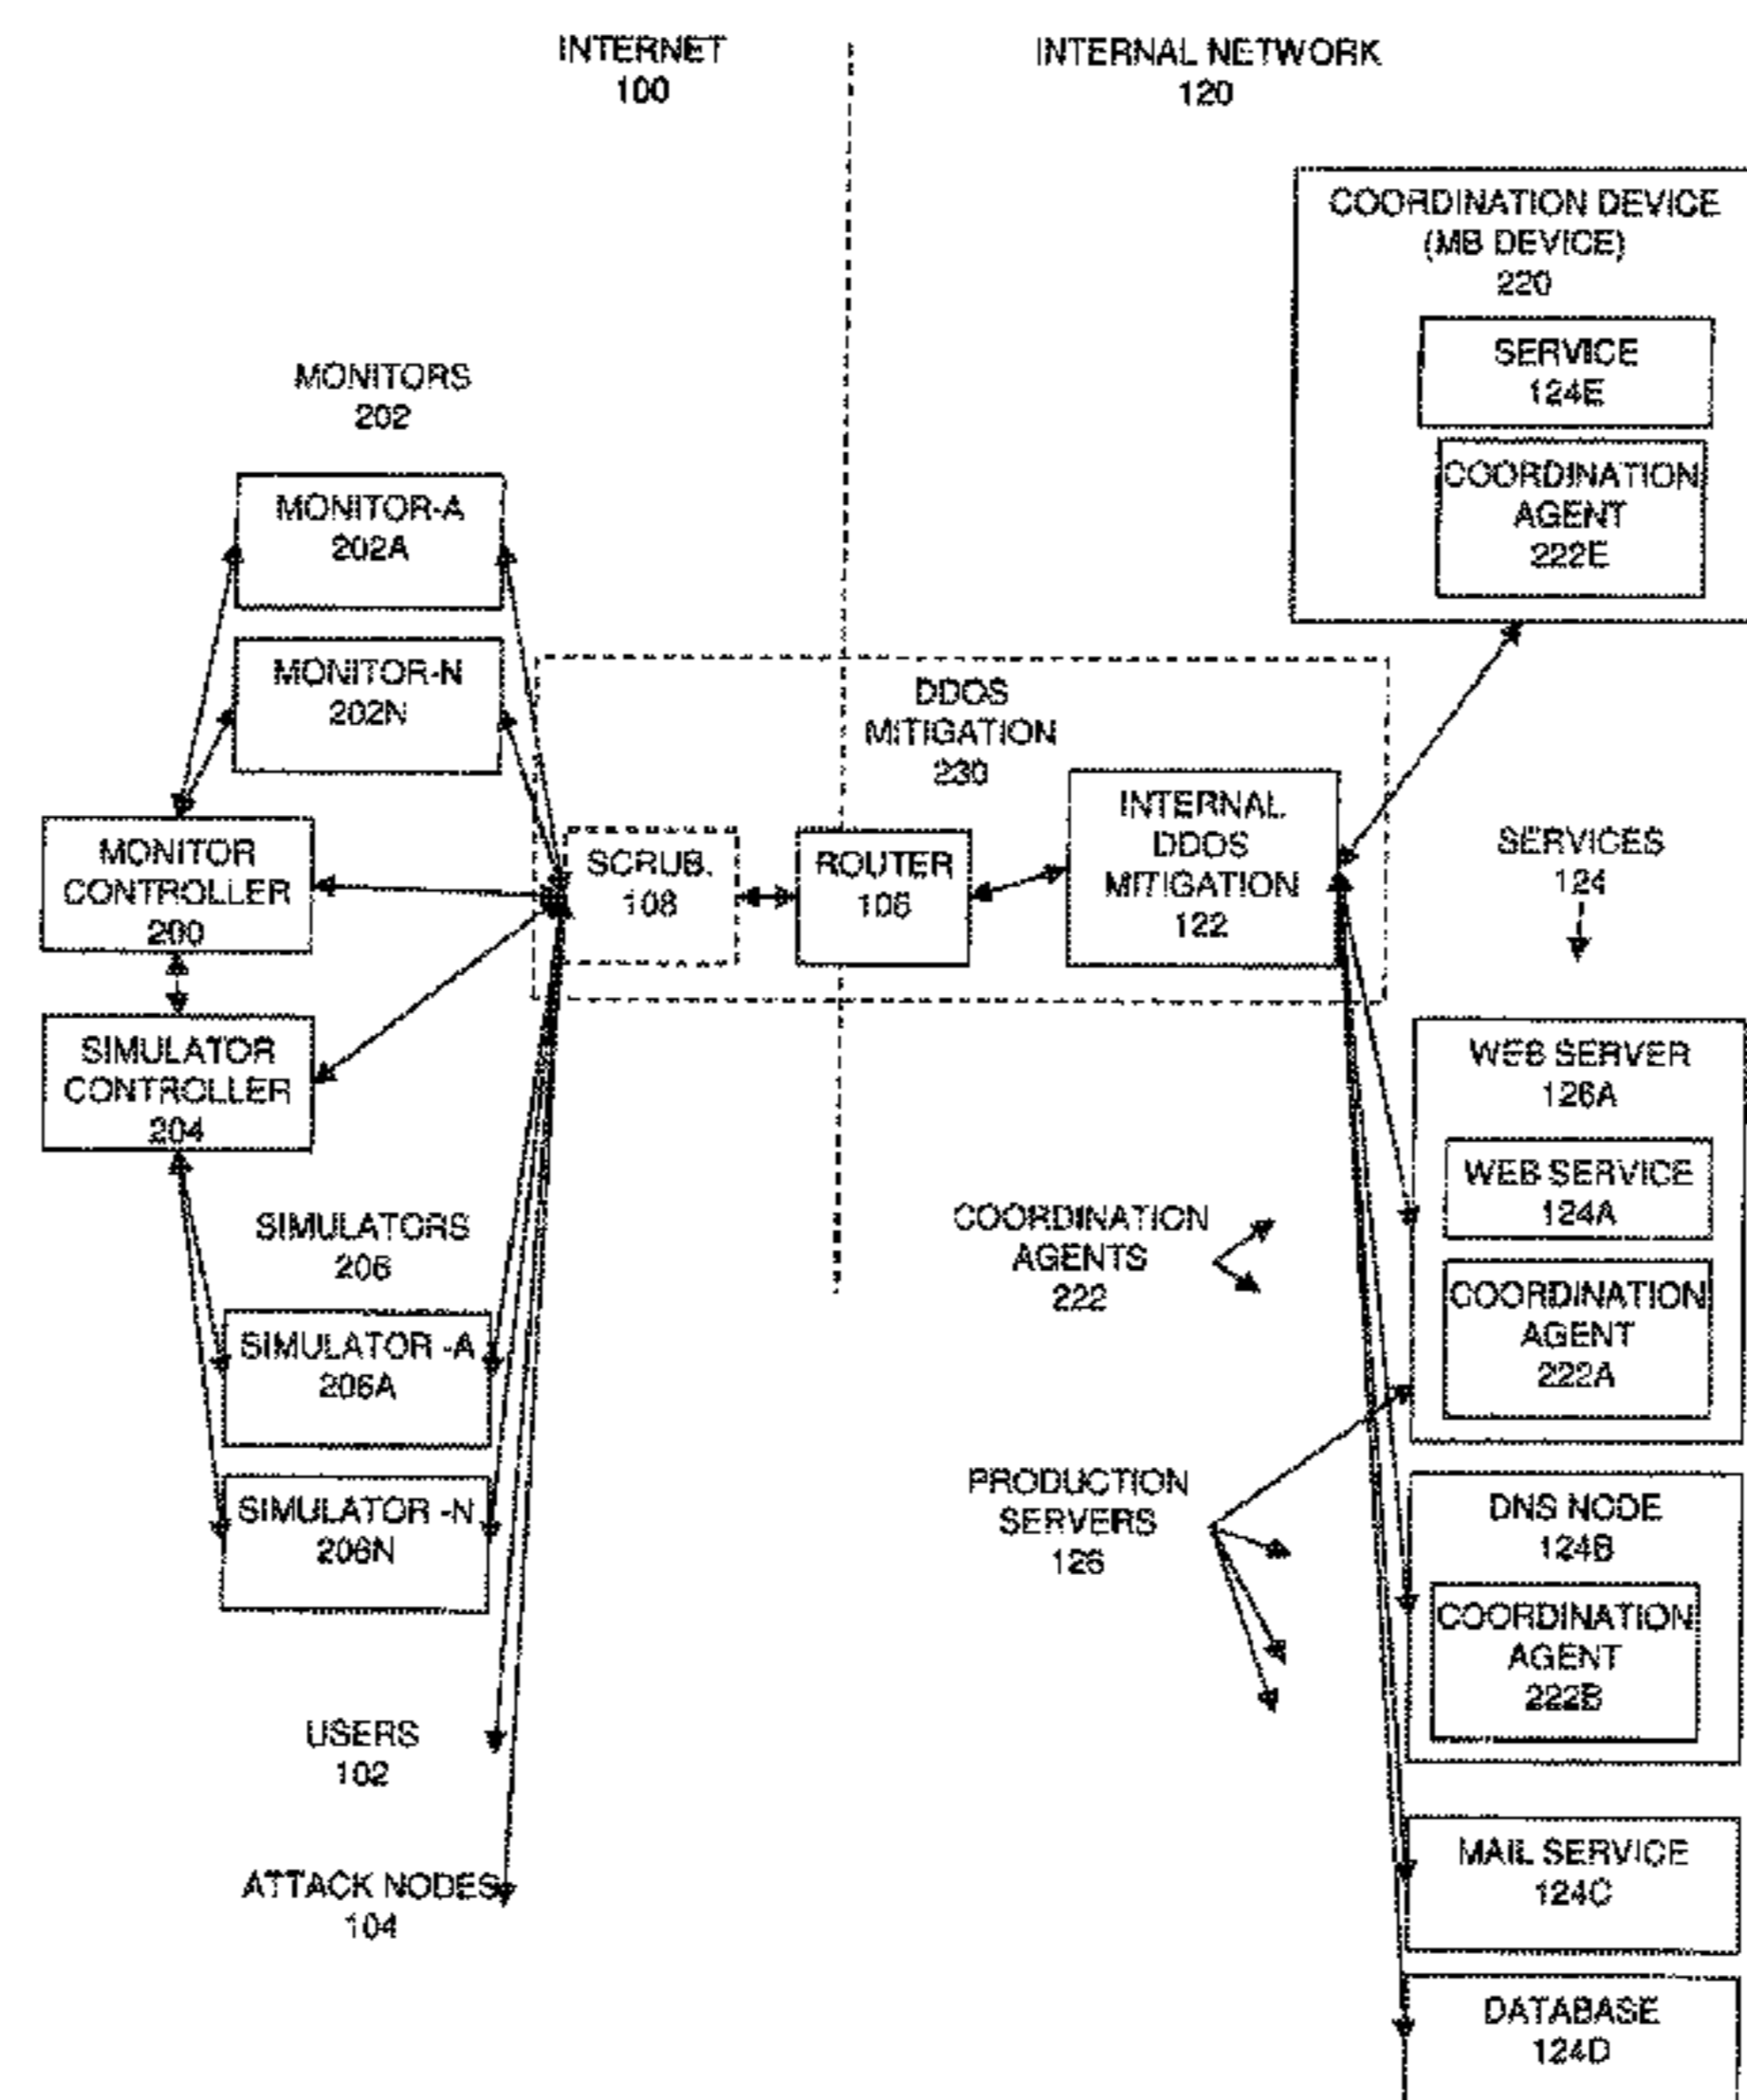 INTERNET
100
INTERNAL NETWORK
120
COORDINATION DEVICE
(MB DEVICE)
220
SERVICE
124E
COORDINATION
AGENT
222E
MONITORS
202
MONITOR-A
202A
MONITOR-N
202N
DDOS
MITIGATION
230
MONITOR
CONTROLLER
200
SCRUB.
108
ROUTER
106
INTERNAL
DDOS
MITIGATION
122
SERVICES
124
SIMULATOR
CONTROLLER
204
WEB SERVER
126A
WEB SERVICE
124A
COORDINATION
AGENT
222A
SIMULATORS
206
COORDINATION
AGENTS
222
SIMULATOR -A
206A
SIMULATOR -N
206N
PRODUCTION
SERVERS
126
DNS NODE
124B
COORDINATION
AGENT
222B
USERS
102
ATTACK NODES
104
MAIL SERVICE
124C
DATABASE
124D